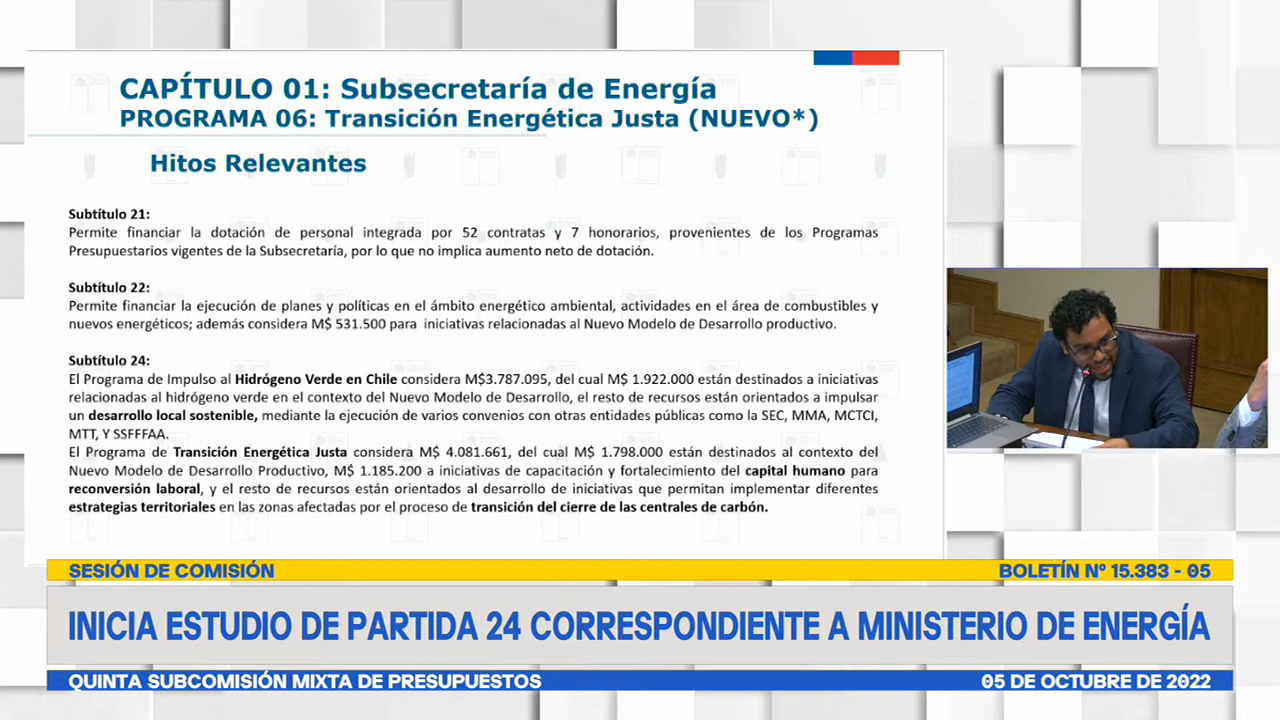 CAPÍTULO 01: Subsecretaría de Energía
PROGRAMA 06: Transición Energética Justa (NUEVO*)
Hitos Relevantes
Subtítulo 21:
Permite financiar la dotación de personal integrada por 52 contratas y 7 honorarios, provenientes de los Programas
Presupuestarios vigentes de la Subsecretaría, por lo que no implica aumento neto de dotación.
Subtítulo 22:
Permite financiar la ejecución de planes y políticas en el ámbito energético ambiental, actividades en el área de combustibles y
nuevos energéticos; además considera M$ 531.500 para iniciativas relacionadas al Nuevo Modelo de Desarrollo productivo.
Subtítulo 24:
El Programa de Impulso al Hidrógeno Verde en Chile considera M$3.787.095, del cual M$ 1.922.000 están destinados a iniciativas
relacionadas al hidrógeno verde en el contexto del Nuevo Modelo de Desarrollo, el resto de recursos están orientados a impulsar
un desarrollo local sostenible, mediante la ejecución de varios convenios con otras entidades públicas como la SEC, MMA, MCTCI,
MTT, Y SSFFFAA.
El Programa de Transición Energética Justa considera M$ 4.081.661, del cual M$ 1.798.000 están destinados al contexto del
Nuevo Modelo de Desarrollo Productivo, M$ 1.185.200 a iniciativas de capacitación y fortalecimiento del capital humano para
reconversión laboral, y el resto de recursos están orientados al desarrollo de iniciativas que permitan implementar diferentes
estrategias territoriales en las zonas afectadas por el proceso de transición del cierre de las centrales de carbón.
SESIÓN DE COMISIÓN
BOLETÍN N° 15.383 - 05
INICIA ESTUDIO DE PARTIDA 24 CORRESPONDIENTE A MINISTERIO DE ENERGÍA
QUINTA SUBCOMISIÓN MIXTA DE PRESUPUESTOS
05 DE OCTUBRE DE 2022